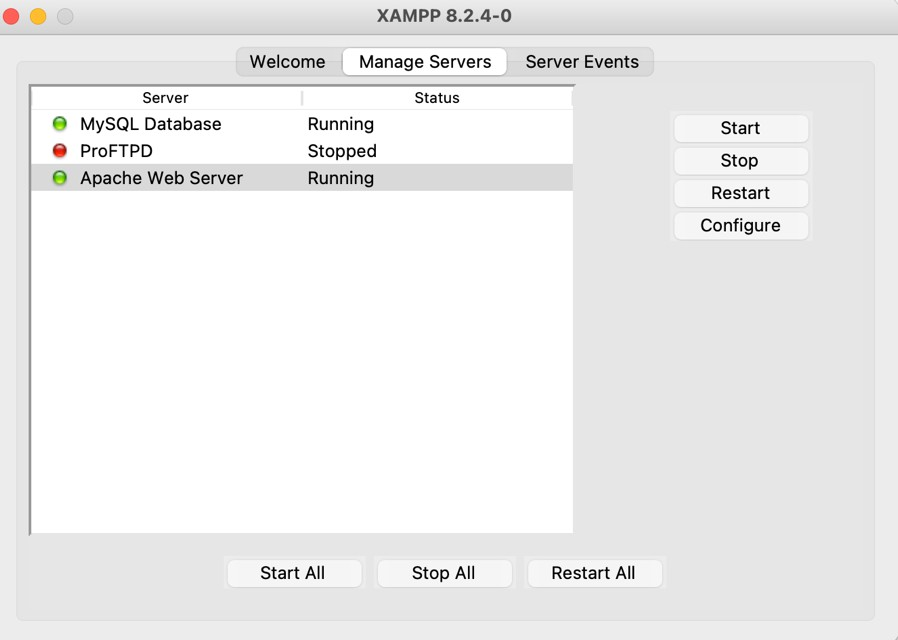 XAMPP 8.2.4-0
Welcome Manage Servers Server Events
Server Status
MySQL Database Running
ProFTPD Stopped
Apache Web Server Running
Start
Stop
Restart
Configure
Start All Stop All Restart All